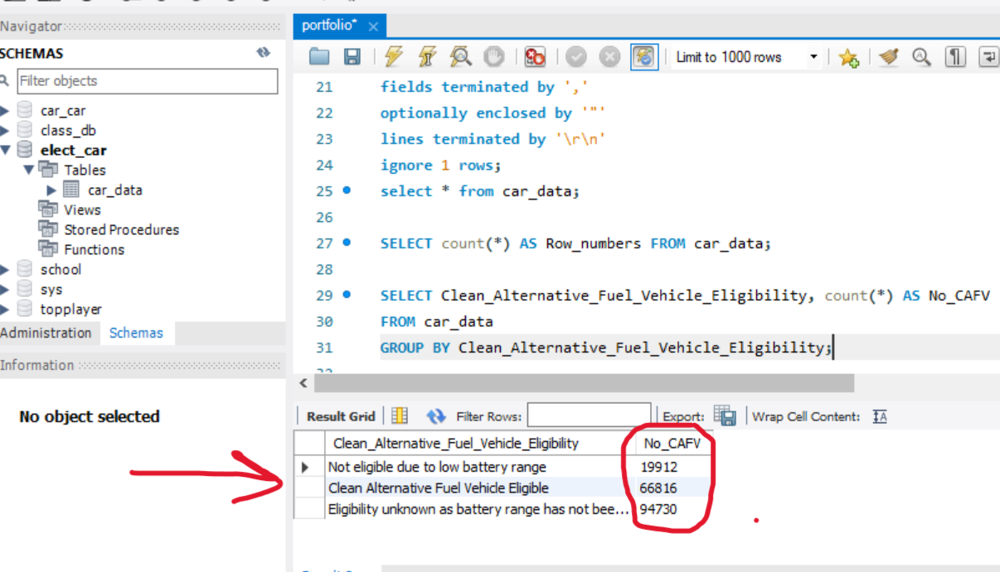 portfolio*
Navigator
SCHEMAS
Limit to 1000 rows
Filter objects
car_car
class_db
elect_car
Tables
car_data
Views
Stored Procedures
Functions
school
sys
topplayer
Administration Schemas
Information
No object selected
21 fields terminated by ','
22 optionally enclosed by '"'
23 lines terminated by '\r\n'
24 ignore 1 rows;
25 select * from car_data;
26
27 SELECT count(*) AS Row_numbers FROM car_data;
28
29 SELECT Clean_Alternative_Fuel_Vehicle_Eligibility, count(*) AS No_CAFV
30 FROM car_data
31 GROUP BY Clean_Alternative_Fuel_Vehicle_Eligibility;
Result Grid Filter Rows: Export: Wrap Cell Content:
Clean_Alternative_Fuel_Vehicle_Eligibility No_CAFV
Not eligible due to low battery range 19912
Clean Alternative Fuel Vehicle Eligible 66816
Eligibility unknown as battery range has not bee... 94730